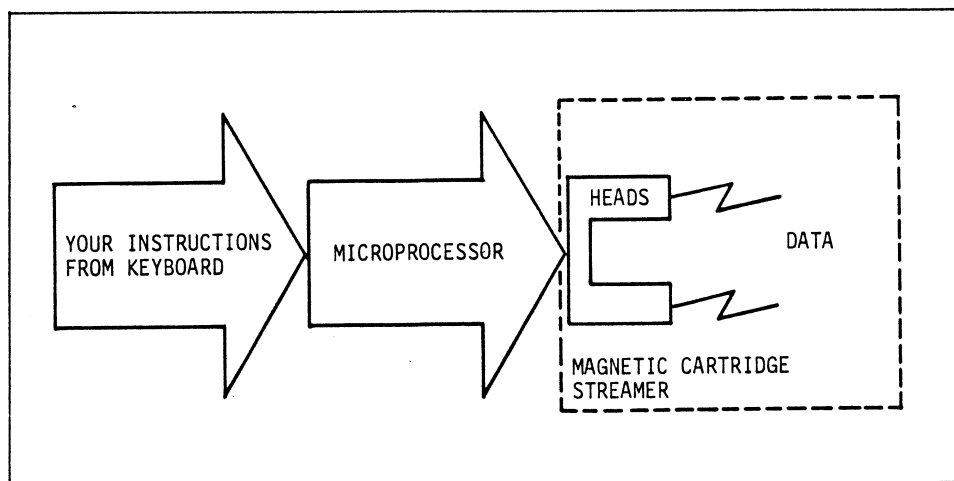 YOUR INSTRUCTIONS
FROM KEYBOARD
MICROPROCESSOR
HEADS
DATA
MAGNETIC CARTRIDGE
STREAMER